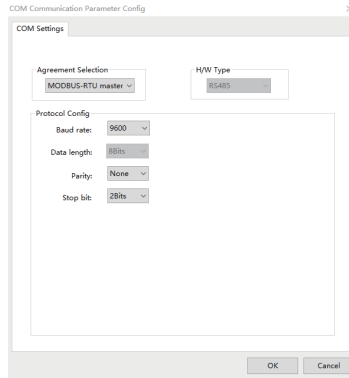 COM Communication Parameter Config
COM Settings
Agreement Selection
MODBUS-RTU master
H/W Type
RS485
Protocol Config
Baud rate: 9600
Data length: 8Bits
Parity: None
Stop bit: 2Bits
OK Cancel